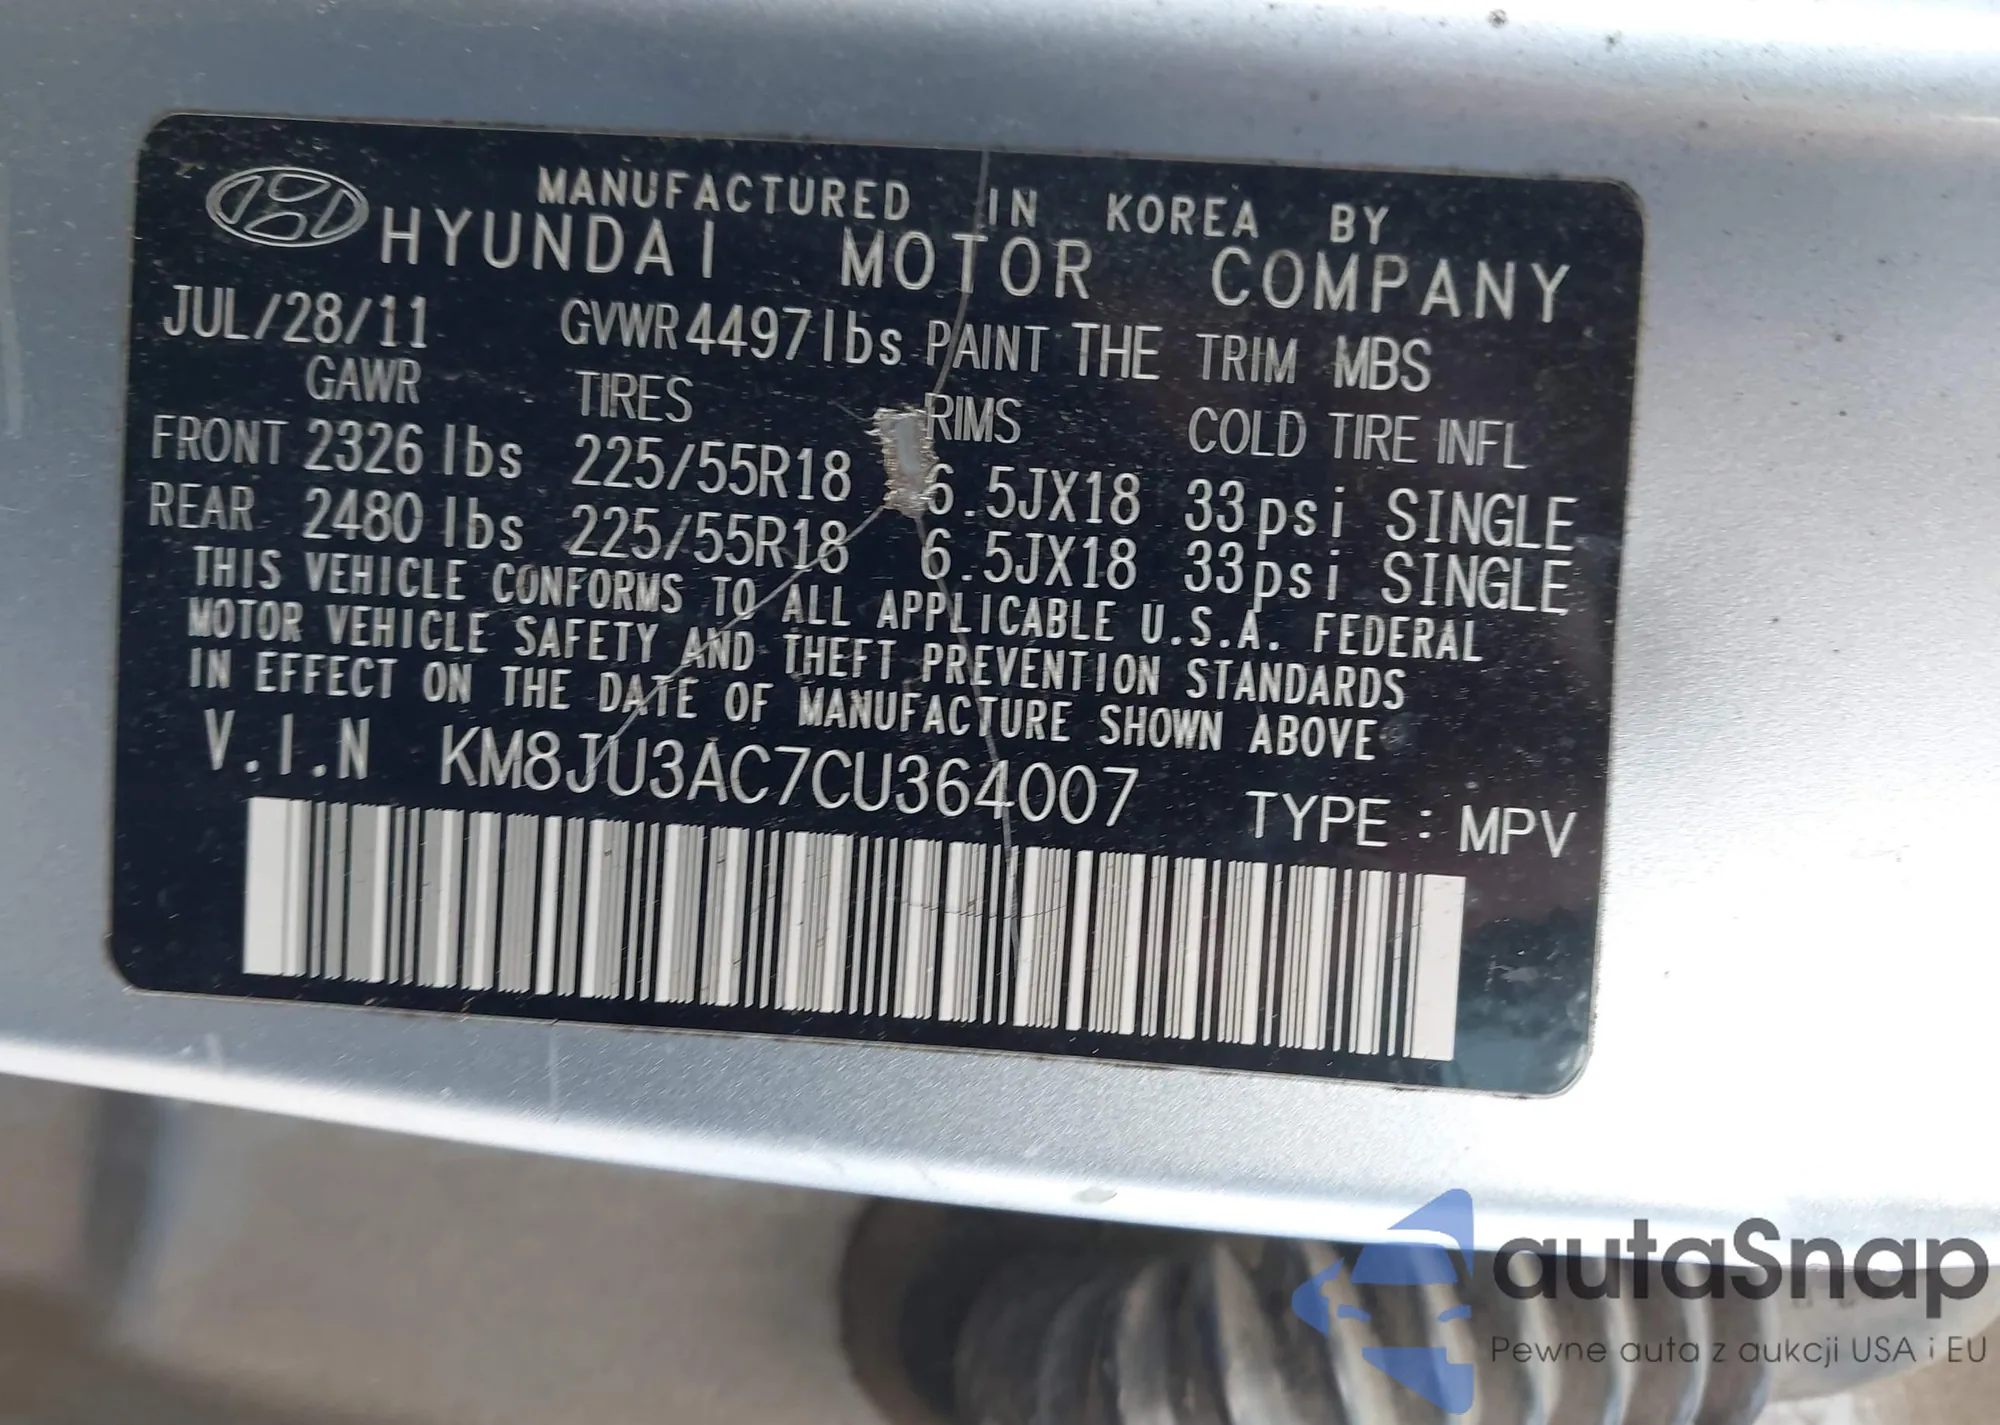 MANUFACTURED IN KOREA BY
HYUNDAI MOTOR COMPANY
JUL/28/11 GVWR 4497lbs PAINT THE TRIM MBS
GAWR TIRES RIMS COLD TIRE INFL
FRONT 2326 lbs 225/55R18 6.5JX18 33psi SINGLE
REAR 2480 lbs 225/55R18 6.5JX18 33psi SINGLE
THIS VEHICLE CONFORMS TO ALL APPLICABLE U.S.A. FEDERAL
MOTOR VEHICLE SAFETY AND THEFT PREVENTION STANDARDS
IN EFFECT ON THE DATE OF MANUFACTURE SHOWN ABOVE
V.I.N KM8JU3AC7CU364007 TYPE : MPV
autaSnap
Pewne auta z aukcji USA i EU